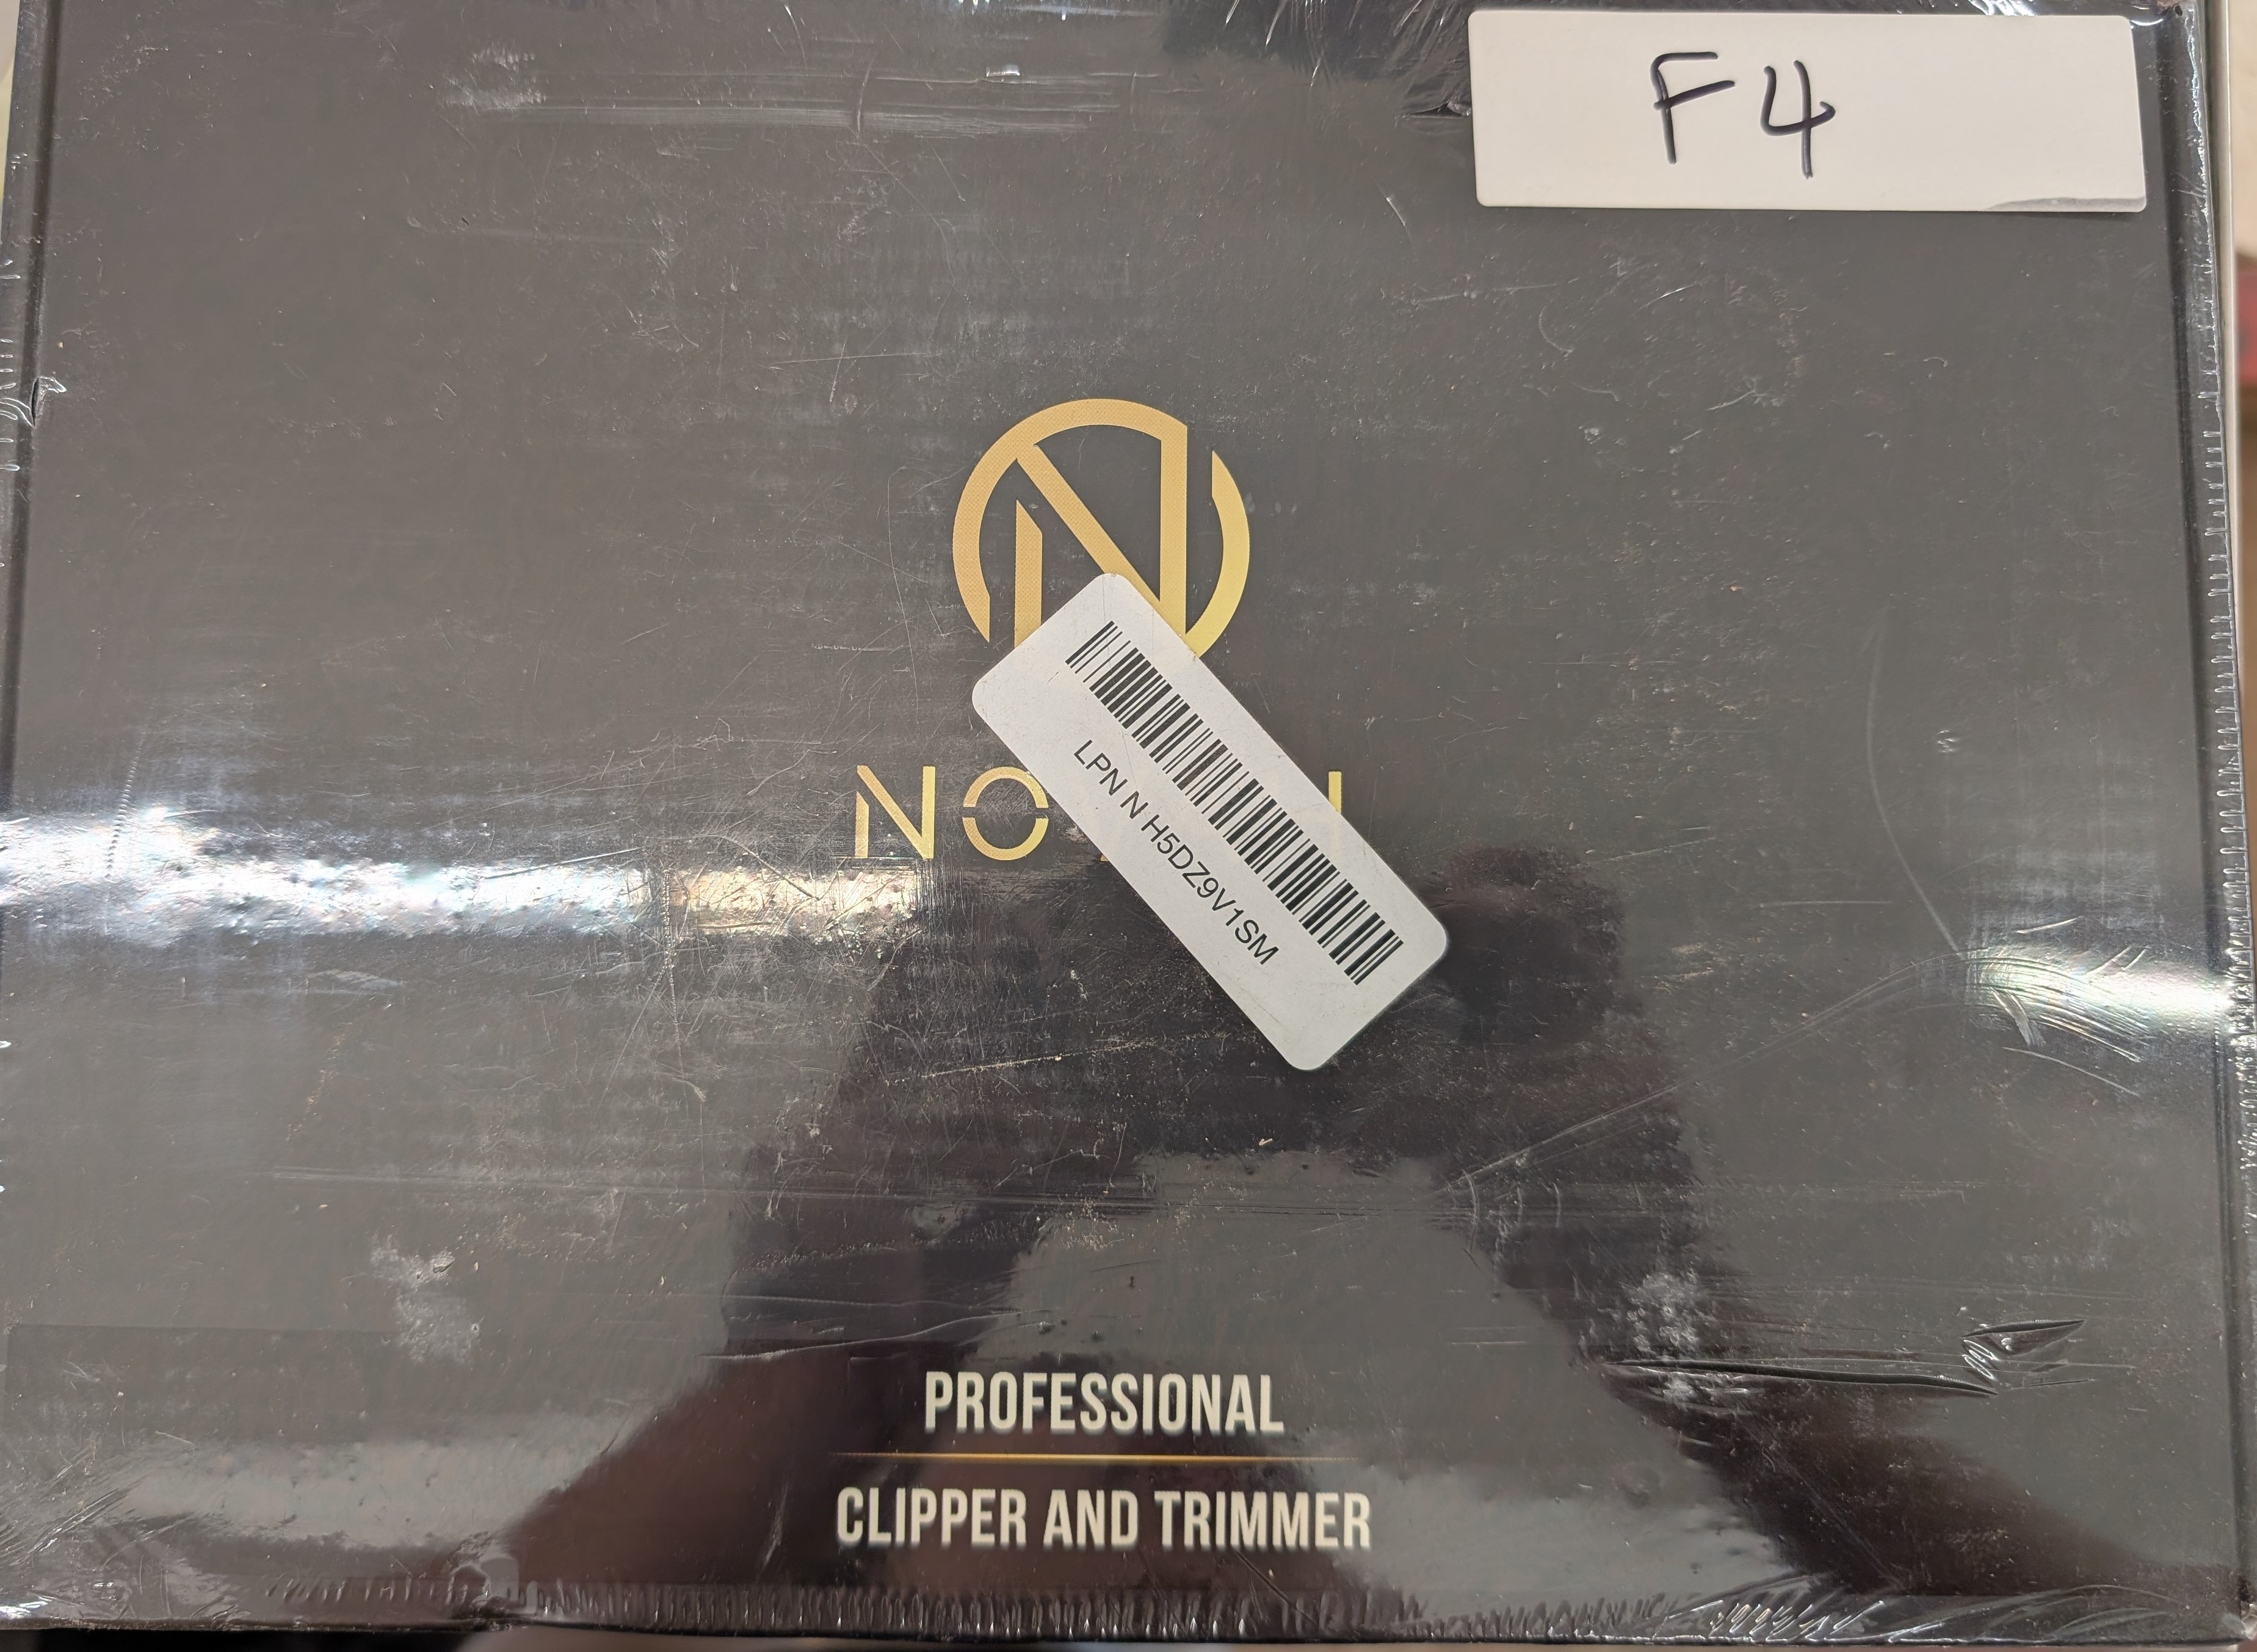 F4
LPN N H5DZ9V1SM
PROFESSIONAL
CLIPPER AND TRIMMER